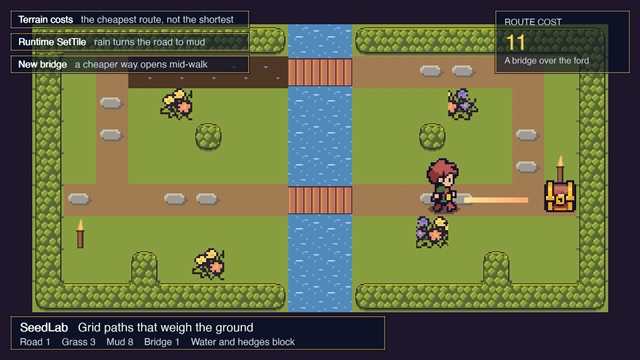 Terrain costs the cheapest route, not the shortest
Runtime SetTile rain turns the road to mud
New bridge a cheaper way opens mid-walk
ROUTE COST
11
A bridge over the ford
SeedLab Grid paths that weigh the ground
Road 1 Grass 3 Mud 8 Bridge 1 Water and hedges block